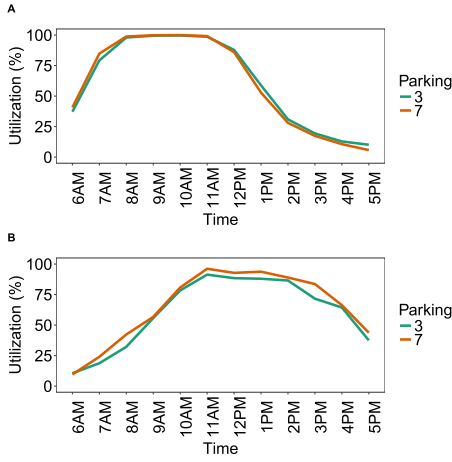 A
Utilization (%)
100
75
50
25
0
6AM 7AM 8AM 9AM 10AM 11AM 12PM 1PM 2PM 3PM 4PM 5PM
Time
Parking
3
7
B
Utilization (%)
100
75
50
25
0
6AM 7AM 8AM 9AM 10AM 11AM 12PM 1PM 2PM 3PM 4PM 5PM
Time
Parking
3
7